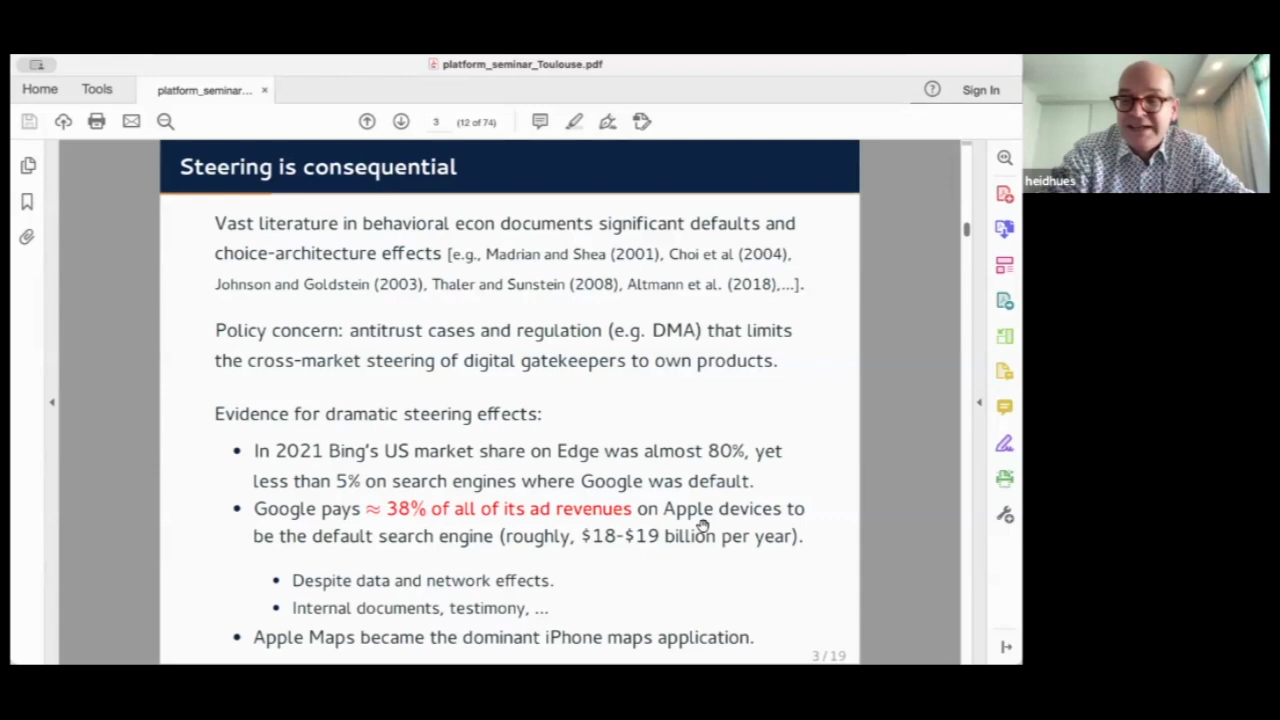 platform_seminar_Toulouse.pdf
Home Tools platform_seminar... × Sign In
3 (12 of 74)
Steering is consequential
Vast literature in behavioral econ documents significant defaults and
choice-architecture effects [e.g., Madrian and Shea (2001), Choi et al (2004),
Johnson and Goldstein (2003), Thaler and Sunstein (2008), Altmann et al. (2018),...].
Policy concern: antitrust cases and regulation (e.g. DMA) that limits
the cross-market steering of digital gatekeepers to own products.
Evidence for dramatic steering effects:
• In 2021 Bing's US market share on Edge was almost 80%, yet
less than 5% on search engines where Google was default.
• Google pays ≈ 38% of all of its ad revenues on Apple devices to
be the default search engine (roughly, $18-$19 billion per year).
• Despite data and network effects.
• Internal documents, testimony, ...
• Apple Maps became the dominant iPhone maps application.
3/19
heidhues